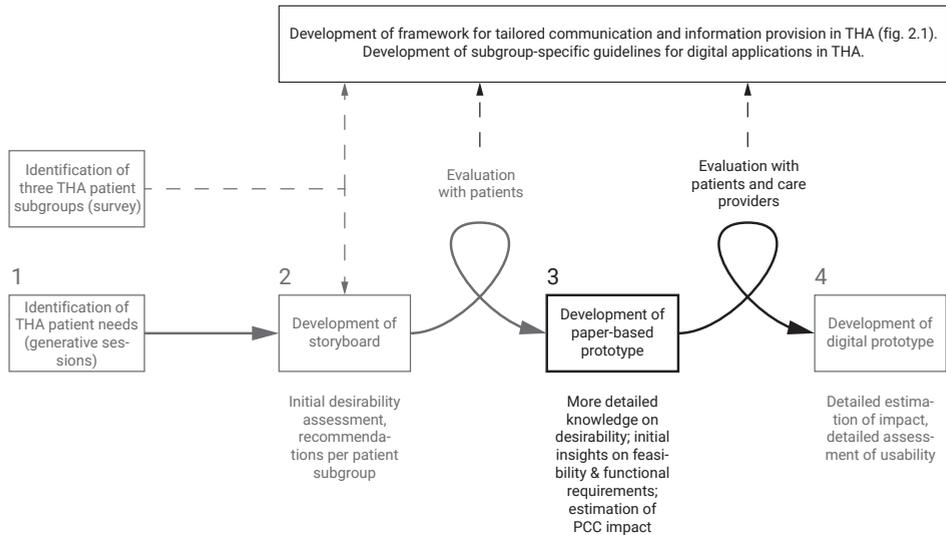 Development of framework for tailored communication and information provision in THA (fig. 2.1).
Development of subgroup-specific guidelines for digital applications in THA.
Identification of
three THA patient
subgroups (survey)
Evaluation
with patients
Evaluation with
patients and care
providers
1
Identification of
THA patient needs
(generative ses-
sions)
2
Development of
storyboard
Initial desirability
assessment,
recommenda-
tions per patient
subgroup
3
Development of
paper-based
prototype
More detailed
knowledge on
desirability; initial
insights on feasi-
bility & functional
requirements;
estimation of
PCC impact
4
Development of
digital prototype
Detailed estima-
tion of impact,
detailed assess-
ment of usability